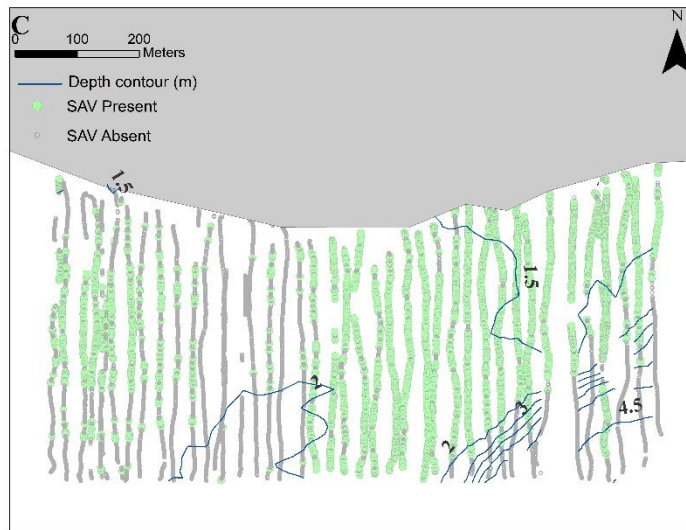 C
N
0 100 200
Meters
Depth contour (m)
SAV Present
SAV Absent
1.5
1.5
2
2
3
4.5